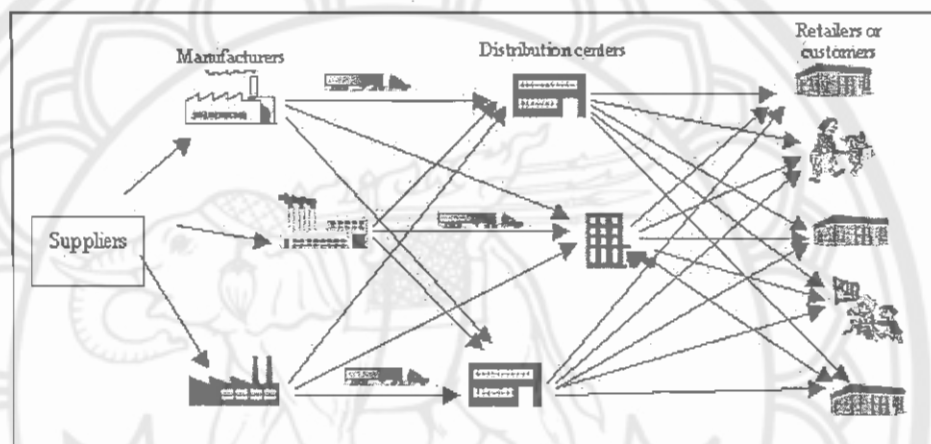 Manufacturers
Distribution centers
Retailers or
customers
Suppliers